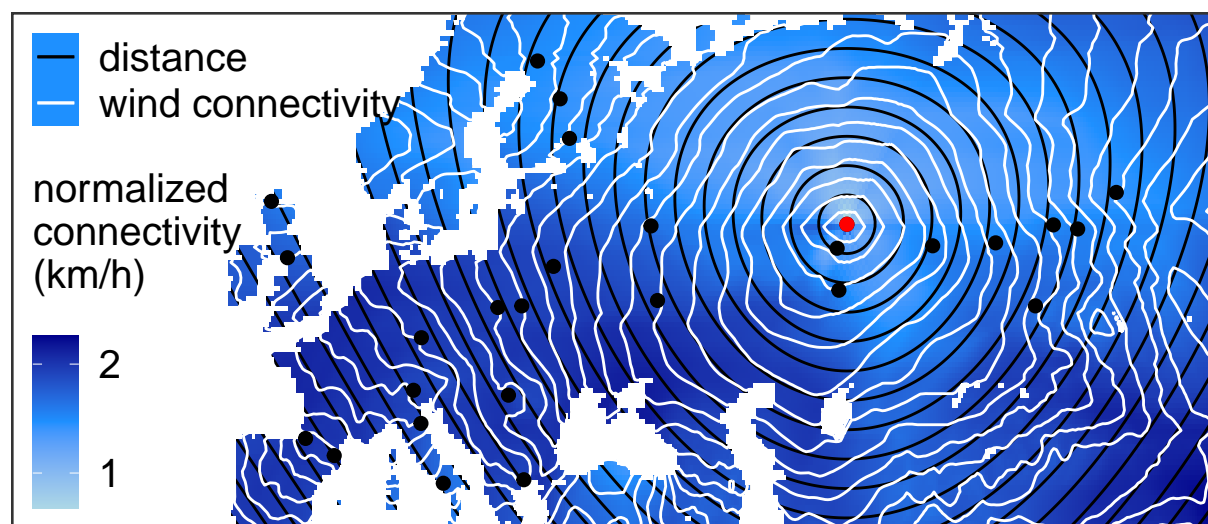 distance
wind connectivity
normalized
connectivity
(km/h)
2
1